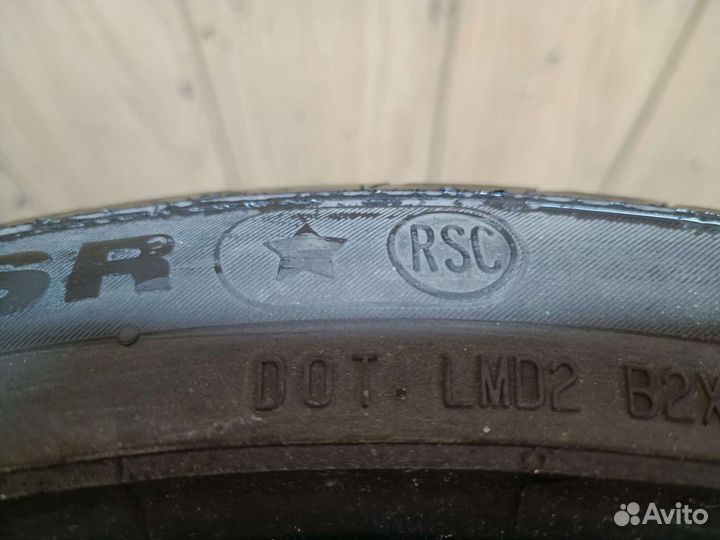 SR RSC
DOT LMD2 B2X
Avito